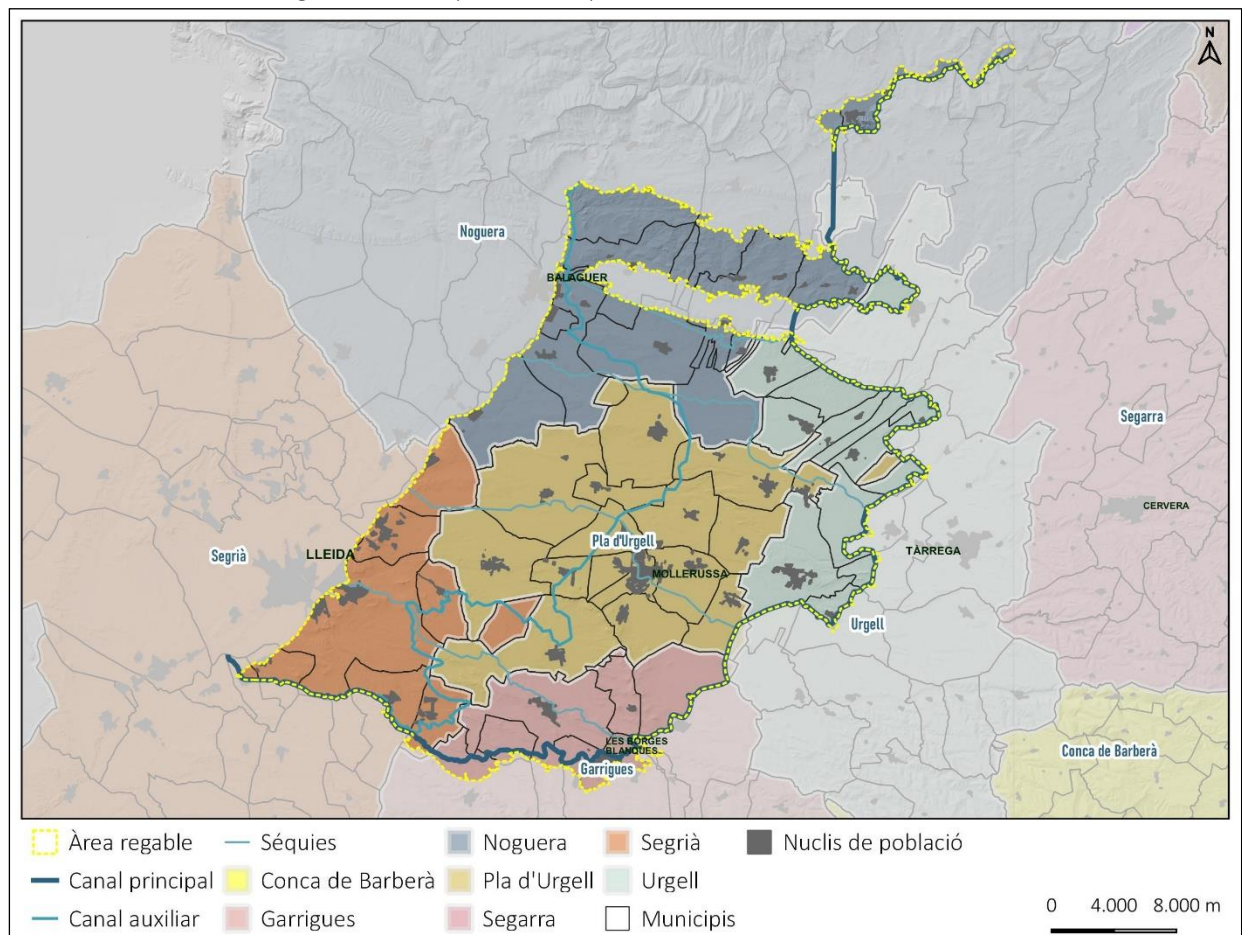 N
Noguera
BALAGUER
Segarra
CERVERA
Segrià
LLEIDA
Pla d'Urgell
MOLLERUSSA
TÀRREGA
Urgell
LES BORGES
BLANQUES
Garrigues
Conca de Barberà
Àrea regable
Séquies
Noguera
Segrià
Nuclis de població
Canal principal
Conca de Barberà
Pla d'Urgell
Urgell
Canal auxiliar
Garrigues
Segarra
Municipis
0 4.000 8.000 m